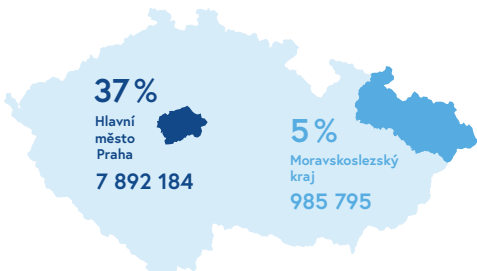 37 %
Hlavní
město
Praha
7 892 184
5 %
Moravskoslezský
kraj
985 795